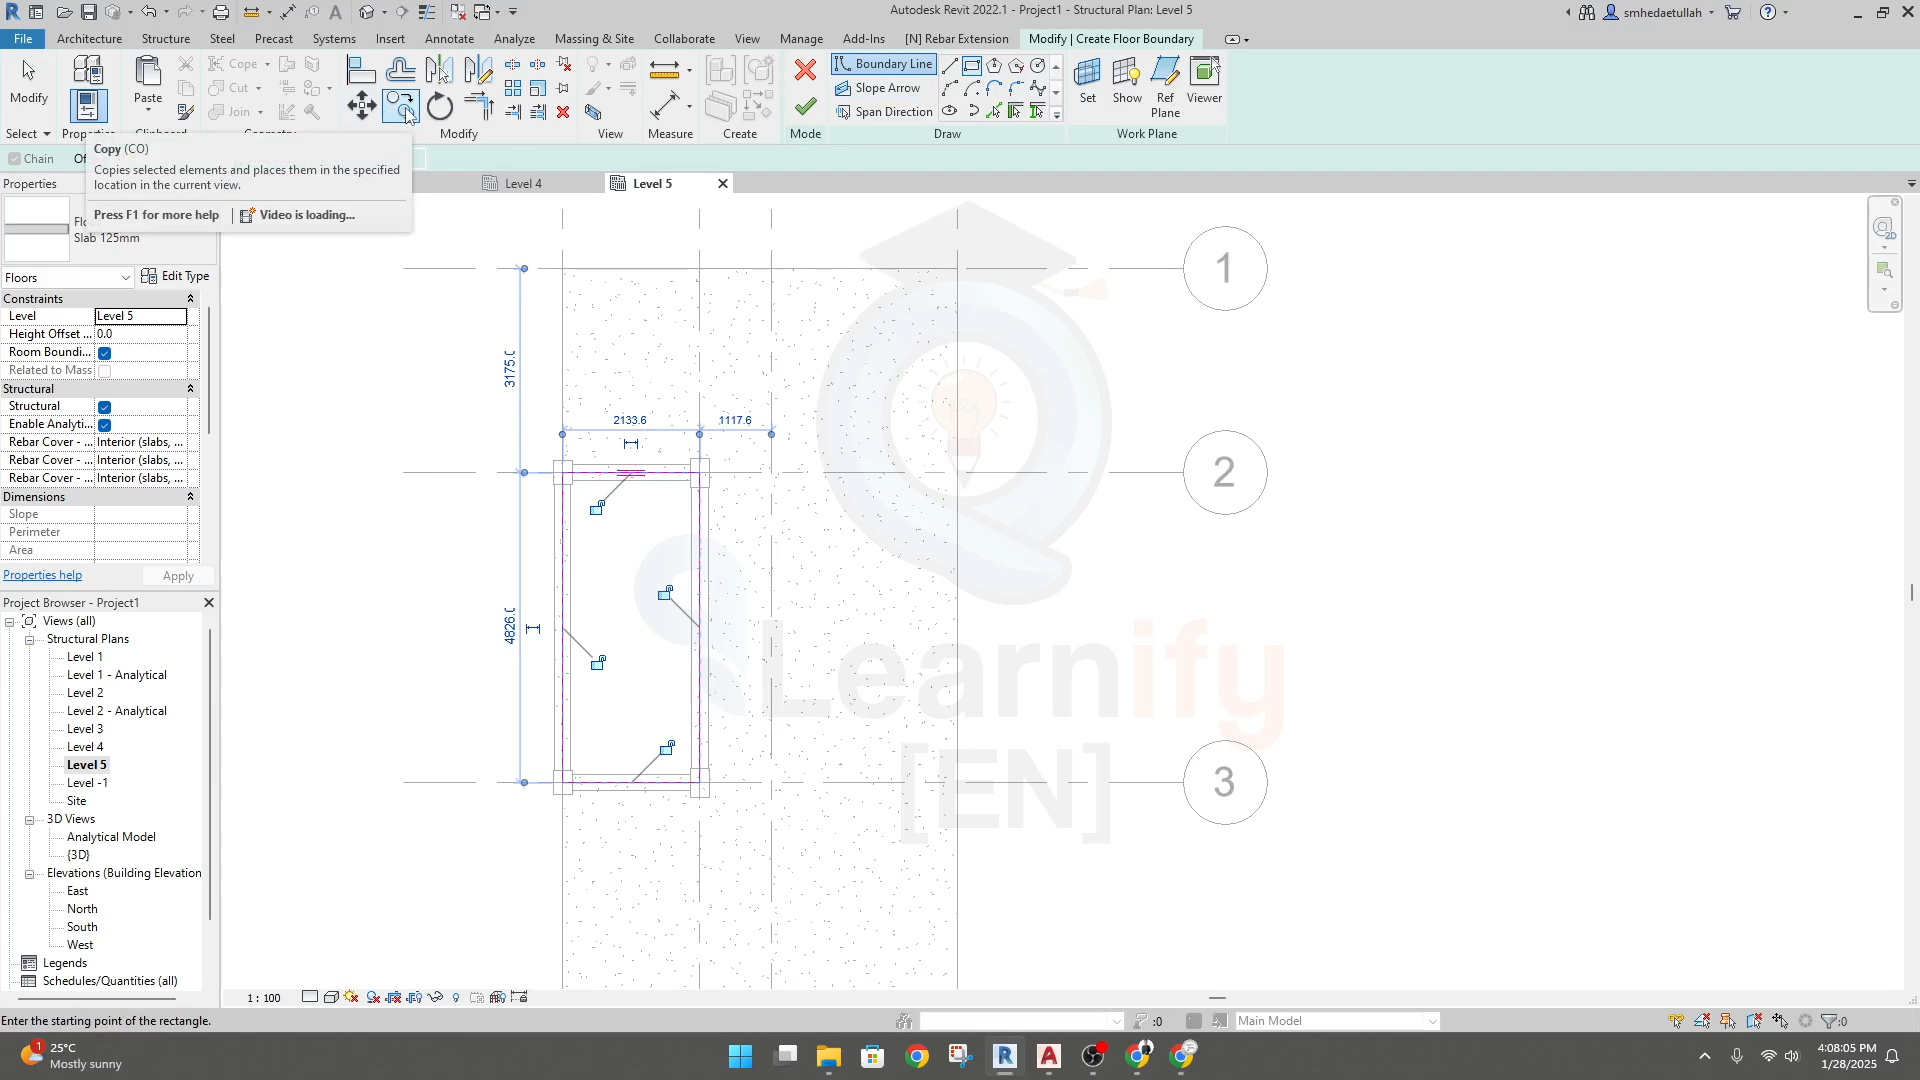 Autodesk Revit 2022.1 - Project1 - Structural Plan: Level 5
smhedaetullah
File
Architecture
Structure
Steel
Precast
Systems
Insert
Annotate
Analyze
Massing & Site
Collaborate
View
Manage
Add-Ins
[N] Rebar Extension
Modify | Create Floor Boundary
Modify
Paste
Cope
Cut
Join
Boundary Line
Slope Arrow
Span Direction
Set
Show
Ref Plane
Viewer
Select
Properties
Clipboard
Geometry
Modify
View
Measure
Create
Mode
Draw
Work Plane
Chain
Copy (CO)
Copies selected elements and places them in the specified
location in the current view.
Press F1 for more help
Video is loading...
Properties
Level 4
Level 5
Slab 125mm
Floors
Edit Type
Constraints
Level
Level 5
Height Offset ...
0.0
Room Boundi...
Related to Mass
Structural
Structural
Enable Analyti...
Rebar Cover - ...
Interior (slabs, ...
Rebar Cover - ...
Interior (slabs, ...
Rebar Cover - ...
Interior (slabs, ...
Dimensions
Slope
Perimeter
Area
Properties help
Apply
Project Browser - Project1
Views (all)
Structural Plans
Level 1
Level 1 - Analytical
Level 2
Level 2 - Analytical
Level 3
Level 4
Level 5
Level -1
Site
3D Views
Analytical Model
{3D}
Elevations (Building Elevation
East
North
South
West
Legends
Schedules/Quantities (all)
1
2
3
3175.0
2133.6
1117.6
4826.0
2D
Learnify
[EN]
1 : 100
Enter the starting point of the rectangle.
:0
Main Model
:0
1
25°C
Mostly sunny
4:08:05 PM
1/28/2025